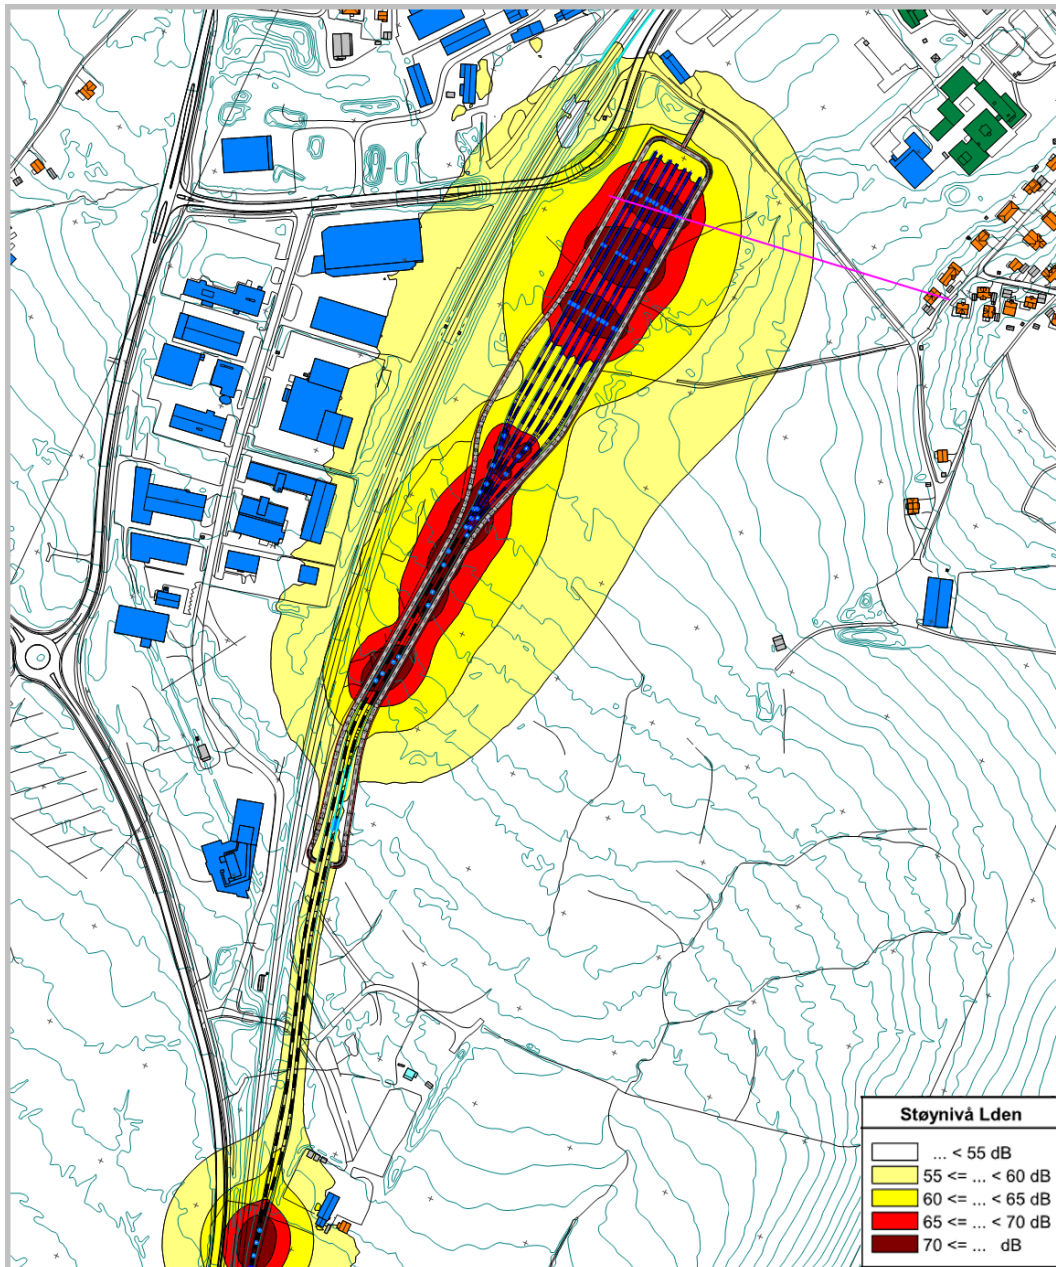 Støynivå Lden
... < 55 dB
55 <= ... < 60 dB
60 <= ... < 65 dB
65 <= ... < 70 dB
70 <= ... dB